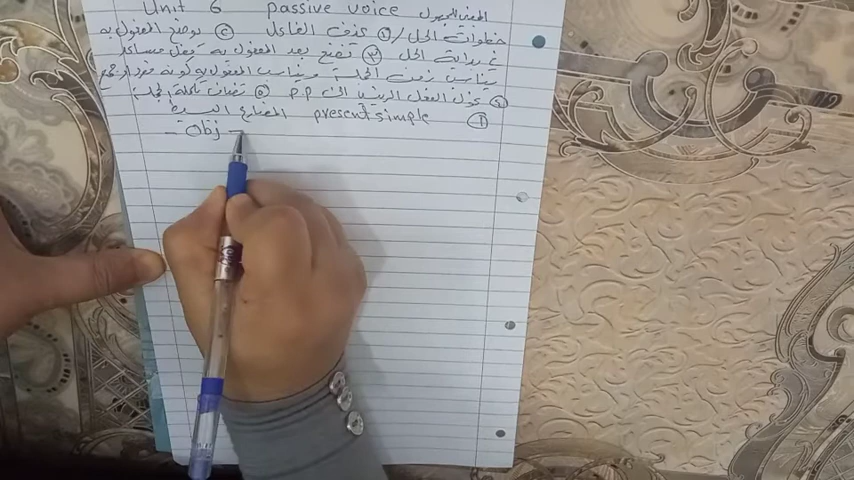 Unit 6 passive voice المبني للمجهول
خطوات الحل / ① حذف الفاعل ② نوضع المفعول به
في بداية الحل ③ نضع بعد المفعول به فعل مساعد
يناسب زمن الجملة ويناسب المفعول به كونه مفرد او جمع
④ نحول الفعل الرئيسي الى p.p ⑤ تكملة الجملة
① present simple المضارع البسيط
- Obj -